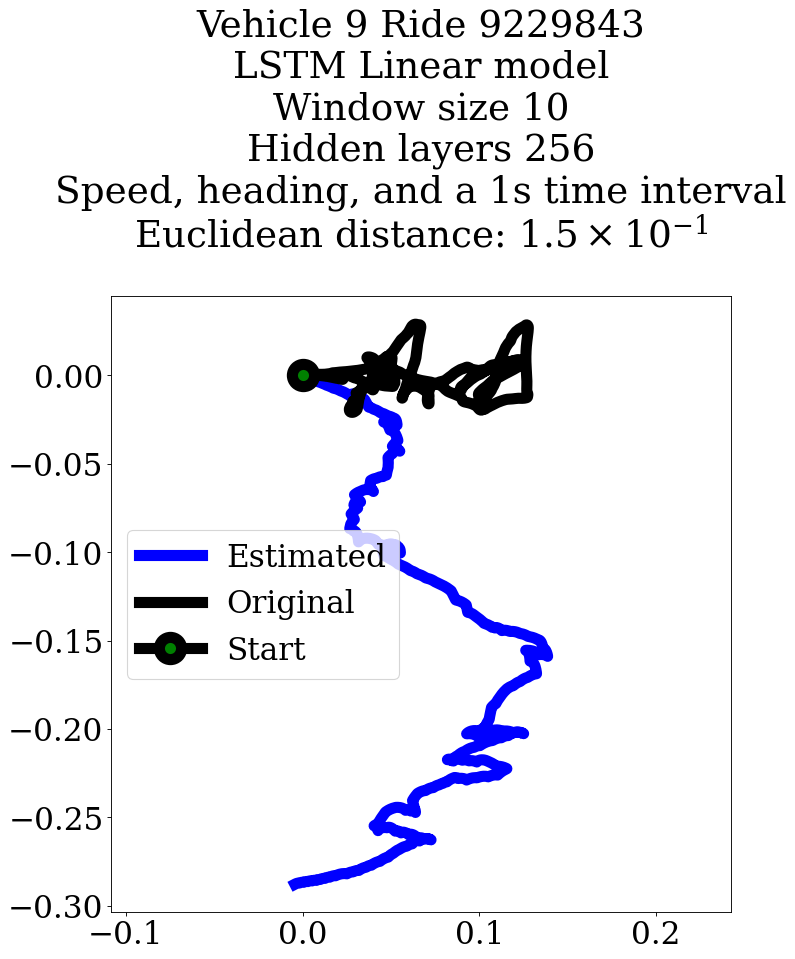 Vehicle 9 Ride 9229843
LSTM Linear model
Window size 10
Hidden layers 256
Speed, heading, and a 1s time interval
Euclidean distance: 1.5 × 10⁻¹
0.00
−0.05
−0.10
−0.15
−0.20
−0.25
−0.30
Estimated
Original
Start
−0.1 0.0 0.1 0.2